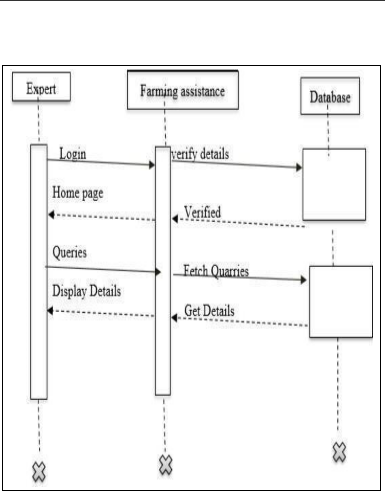 Expert
Farming assistance
Database
Login
verify details
Home page
Verified
Queries
Fetch Quarries
Display Details
Get Details